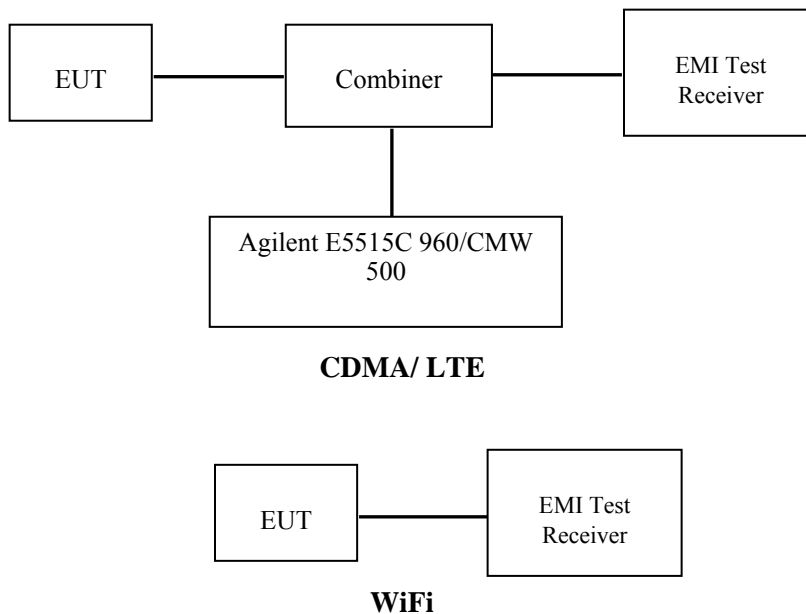 EUT
Combiner
EMI Test
Receiver
Agilent E5515C 960/CMW
500
CDMA/ LTE
EUT
EMI Test
Receiver
WiFi